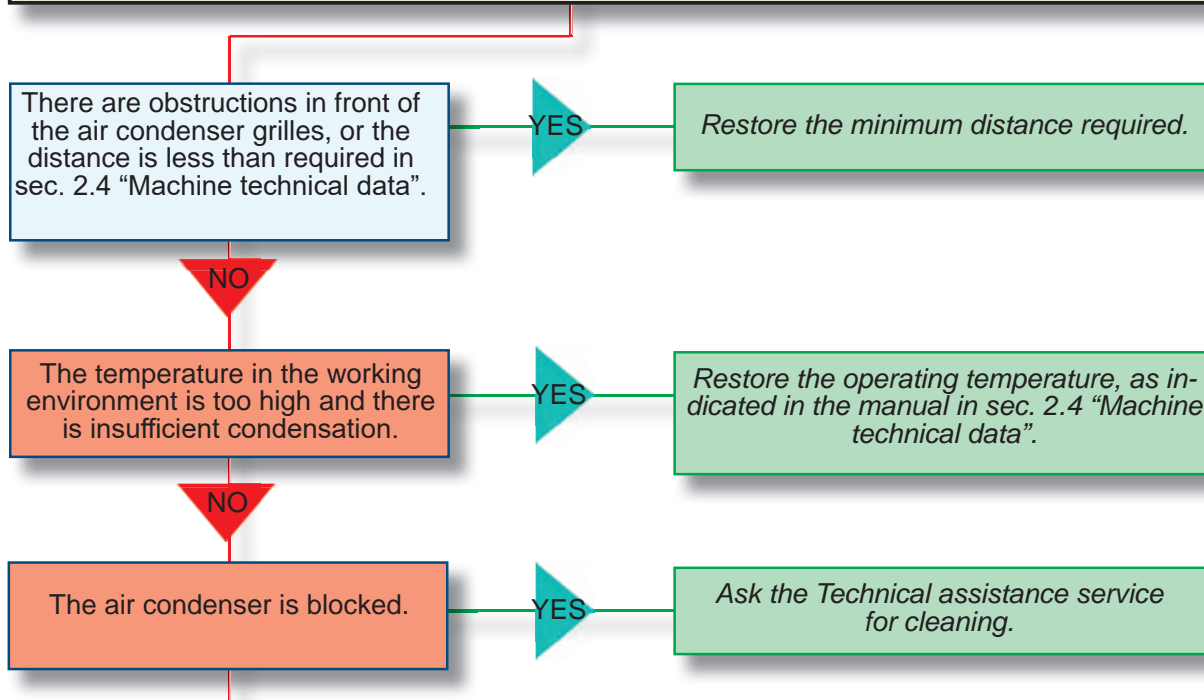 There are obstructions in front of
the air condenser grilles, or the
distance is less than required in
sec. 2.4 “Machine technical data”.
YES
Restore the minimum distance required.
NO
The temperature in the working
environment is too high and there
is insufficient condensation.
YES
Restore the operating temperature, as in-
dicated in the manual in sec. 2.4 “Machine
technical data”.
NO
The air condenser is blocked.
YES
Ask the Technical assistance service
for cleaning.